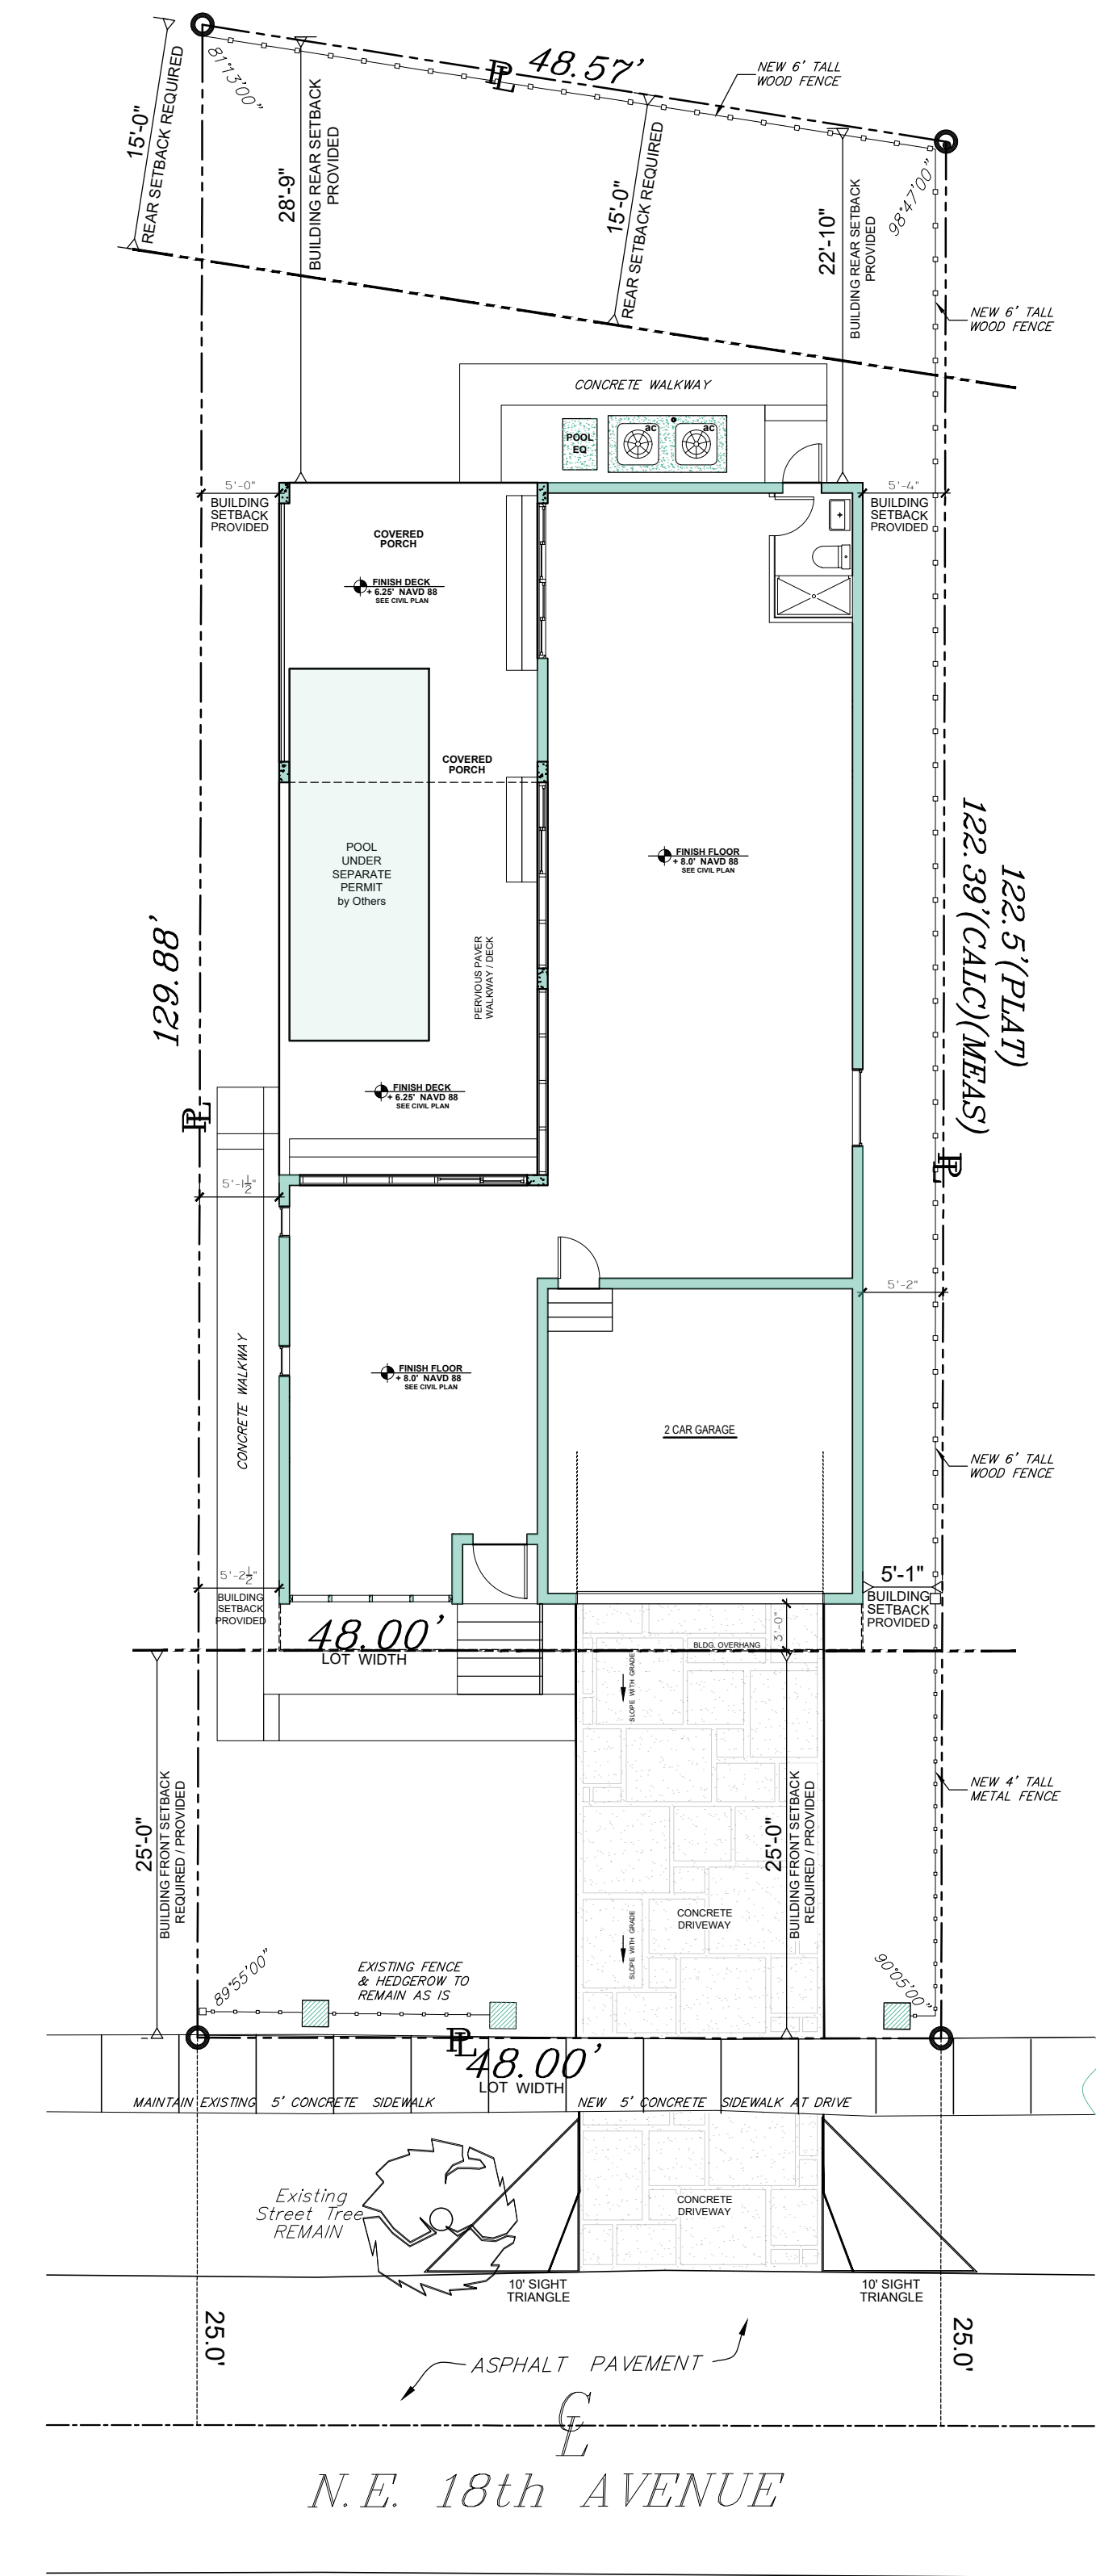 48.57'
PL
NEW 6' TALL
WOOD FENCE
81°13'00"
15'-0"
REAR SETBACK REQUIRED
28'-9"
BUILDING REAR SETBACK
PROVIDED
15'-0"
REAR SETBACK REQUIRED
22'-10"
BUILDING REAR SETBACK
PROVIDED
98°47'00"
NEW 6' TALL
WOOD FENCE
CONCRETE WALKWAY
POOL
EQ
ac
ac
5'-0"
BUILDING
SETBACK
PROVIDED
5'-4"
BUILDING
SETBACK
PROVIDED
COVERED
PORCH
FINISH DECK
+ 6.25' NAVD 88
SEE CIVIL PLAN
COVERED
PORCH
POOL
UNDER
SEPARATE
PERMIT
by Others
FINISH FLOOR
+ 8.0' NAVD 88
SEE CIVIL PLAN
PERVIOUS PAVER
WALKWAY / DECK
129.88'
122.5'(PLAT)
122.39'(CALC)(MEAS)
FINISH DECK
+ 6.25' NAVD 88
SEE CIVIL PLAN
PL
PL
5'-1½"
5'-2"
CONCRETE WALKWAY
FINISH FLOOR
+ 8.0' NAVD 88
SEE CIVIL PLAN
2 CAR GARAGE
NEW 6' TALL
WOOD FENCE
5'-2½"
BUILDING
SETBACK
PROVIDED
5'-1"
BUILDING
SETBACK
PROVIDED
48.00'
LOT WIDTH
3'-0"
BLDG. OVERHANG
SLOPE WITH GRADE
25'-0"
BUILDING FRONT SETBACK
REQUIRED / PROVIDED
25'-0"
BUILDING FRONT SETBACK
REQUIRED / PROVIDED
NEW 4' TALL
METAL FENCE
CONCRETE
DRIVEWAY
SLOPE WITH GRADE
89°55'00"
EXISTING FENCE
& HEDGEROW TO
REMAIN AS IS
90°05'00"
PL
48.00'
LOT WIDTH
MAINTAIN EXISTING 5' CONCRETE SIDEWALK
NEW 5' CONCRETE SIDEWALK AT DRIVE
Existing
Street Tree
REMAIN
CONCRETE
DRIVEWAY
10' SIGHT
TRIANGLE
10' SIGHT
TRIANGLE
25.0'
25.0'
ASPHALT PAVEMENT
CL
N.E. 18th AVENUE